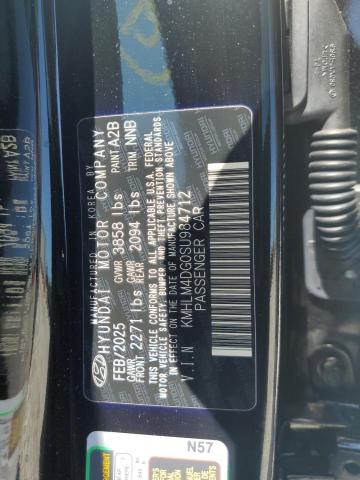 HYUNDAI MOTOR COMPANY
MANUFACTURED IN KOREA BY
FEB/2025 GVWR 3858 lbs PAINT A2B
GAWR FRONT 2271 lbs GAWR REAR 2094 lbs TRIM NNB
THIS VEHICLE CONFORMS TO ALL APPLICABLE U.S.A. FEDERAL
MOTOR VEHICLE SAFETY, BUMPER, AND THEFT PREVENTION STANDARDS
IN EFFECT ON THE DATE OF MANUFACTURE SHOWN ABOVE
V.I.N KMHLM4DG0SU984712
PASSENGER CAR
N57